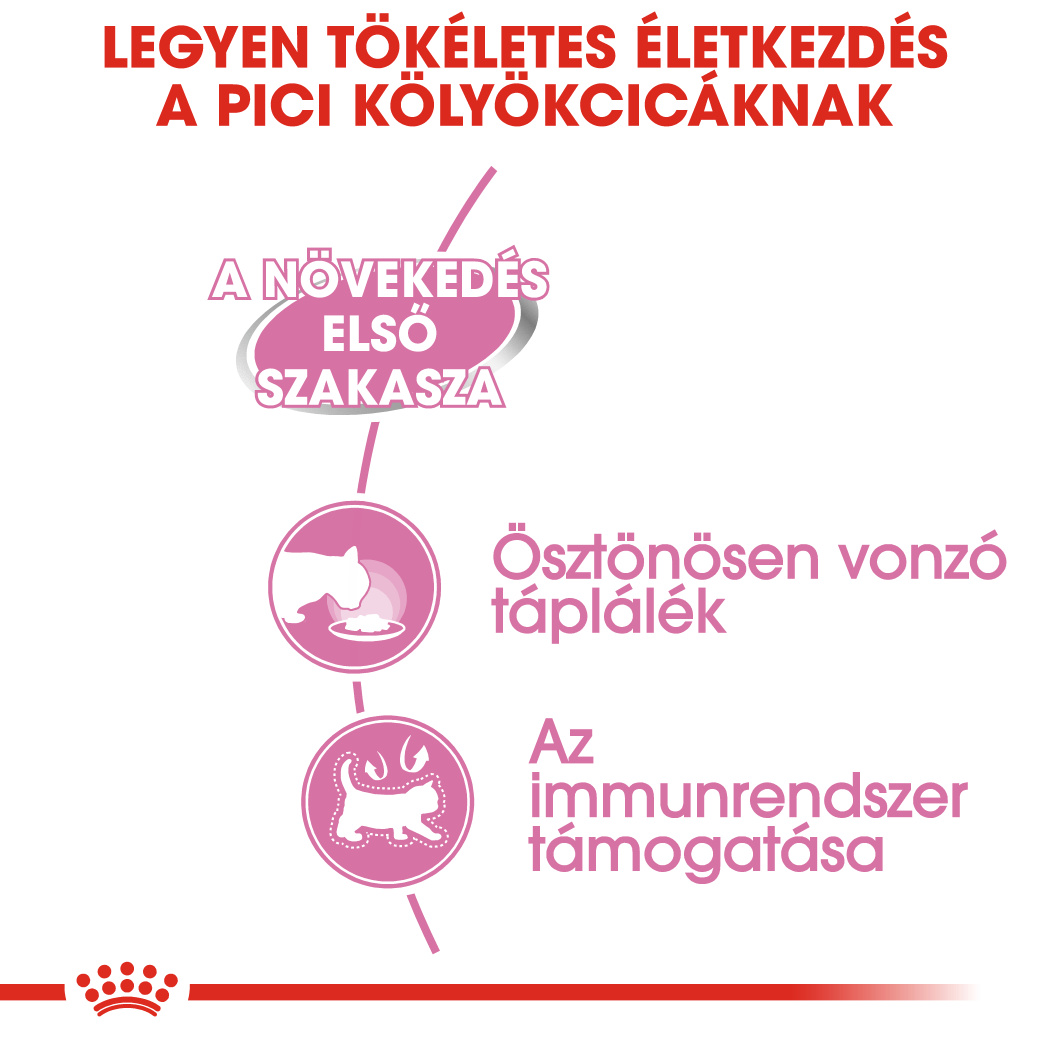 LEGYEN TÖKÉLETES ÉLETKEZDÉS
A PICI KÖLYÖKCICÁKNAK
A NÖVEKEDÉS
ELSŐ
SZAKASZA
Ösztönösen vonzó
táplálék
Az
immunrendszer
támogatása